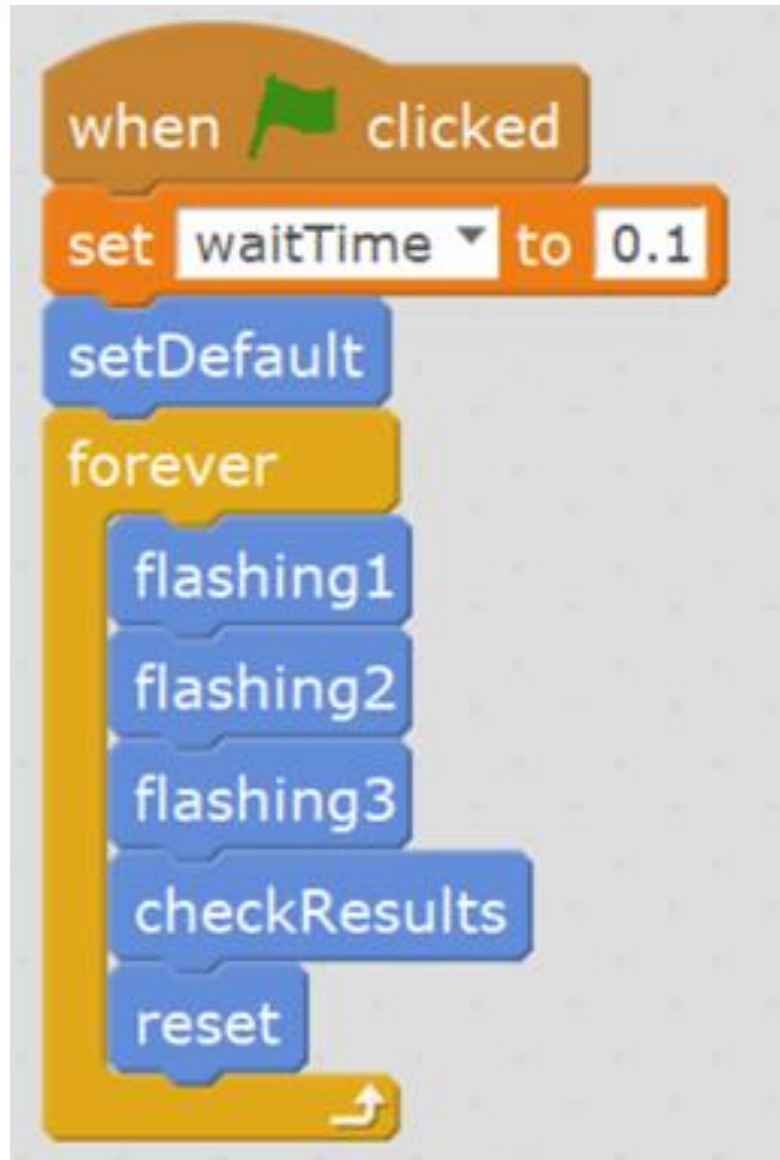 when clicked
set waitTime to 0.1
setDefault
forever
flashing1
flashing2
flashing3
checkResults
reset